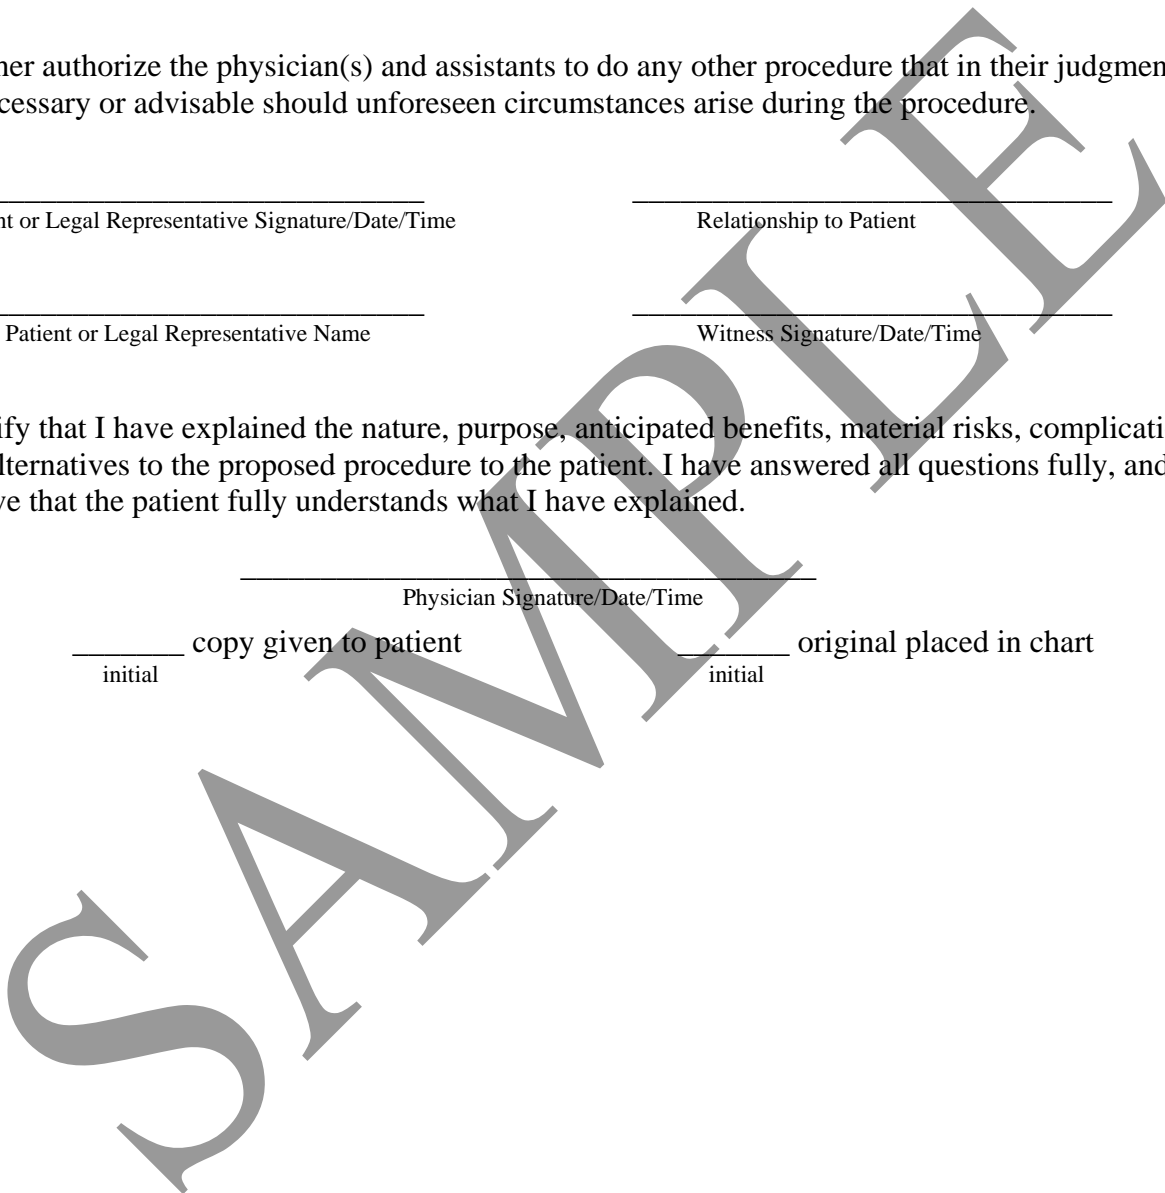 her authorize the physician(s) and assistants to do any other procedure that in their judgmen
cessary or advisable should unforeseen circumstances arise during the procedure.
nt or Legal Representative Signature/Date/Time Relationship to Patient
Patient or Legal Representative Name Witness Signature/Date/Time
ify that I have explained the nature, purpose, anticipated benefits, material risks, complicati
lternatives to the proposed procedure to the patient. I have answered all questions fully, and
ve that the patient fully understands what I have explained.
Physician Signature/Date/Time
_______ copy given to patient _______ original placed in chart
initial initial
SAMPLE